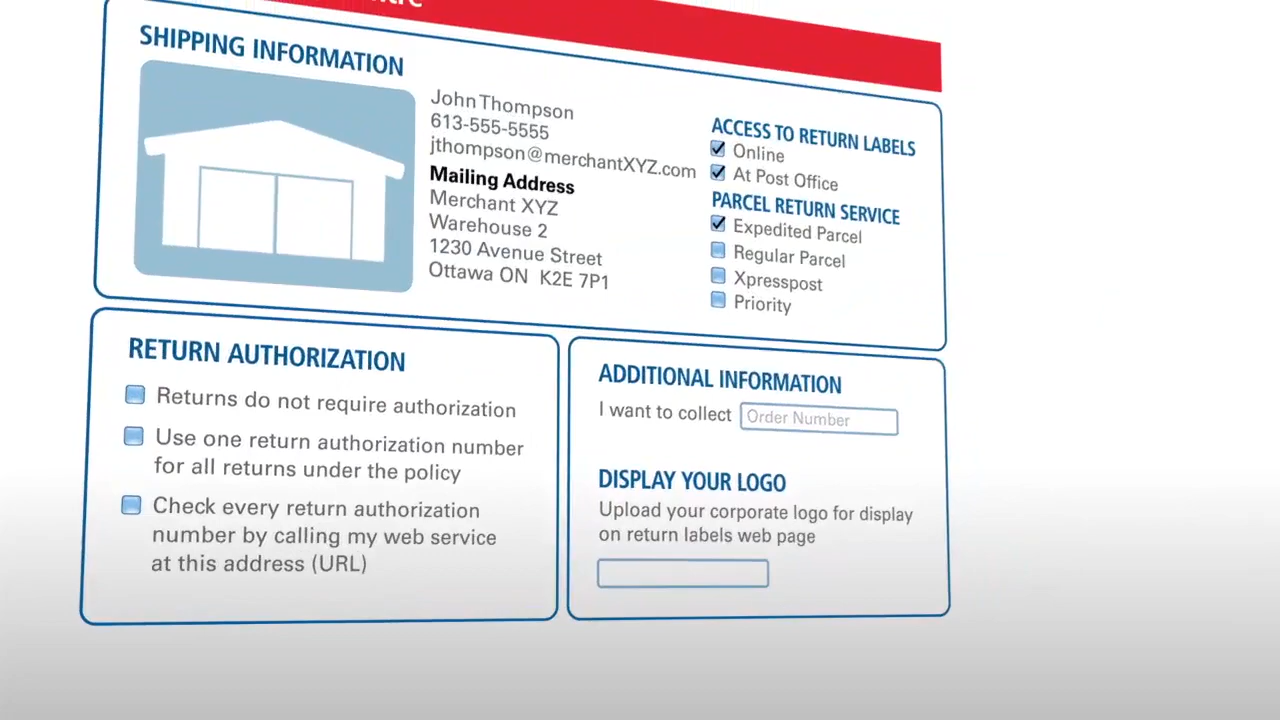 SHIPPING INFORMATION
John Thompson
613-555-5555
jthompson@merchantXYZ.com
Mailing Address
Merchant XYZ
Warehouse 2
1230 Avenue Street
Ottawa ON K2E 7P1
ACCESS TO RETURN LABELS
Online
At Post Office
PARCEL RETURN SERVICE
Expedited Parcel
Regular Parcel
Xpresspost
Priority
RETURN AUTHORIZATION
Returns do not require authorization
Use one return authorization number
for all returns under the policy
Check every return authorization
number by calling my web service
at this address (URL)
ADDITIONAL INFORMATION
I want to collect Order Number
DISPLAY YOUR LOGO
Upload your corporate logo for display
on return labels web page